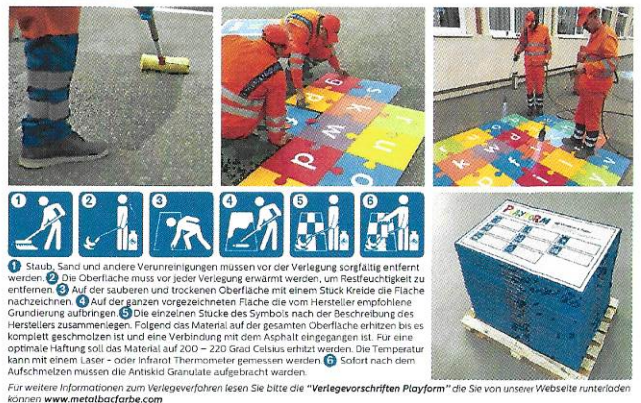 1 2 3 4 5 6
PLAYFORM
1 Staub, Sand und andere Verunreinigungen müssen vor der Verlegung sorgfältig entfernt
werden. 2 Die Oberfläche muss vor jeder Verlegung erwärmt werden, um Restfeuchtigkeit zu
entfernen. 3 Auf der sauberen und trockenen Oberfläche mit einem Stück Kreide die Fläche
nachzeichnen. 4 Auf der ganzen vorgezeichneten Fläche die vom Hersteller empfohlene
Grundierung aufbringen. 5 Die einzelnen Stücke des Symbols nach der Beschreibung des
Herstellers zusammenlegen. Folgend das Material auf der gesamten Oberfläche erhitzen bis es
komplett geschmolzen ist und eine Verbindung mit dem Asphalt eingegangen ist. Für eine
optimale Haftung soll das Material auf 200 – 220 Grad Celsius erhitzt werden. Die Temperatur
kann mit einem Laser - oder Infrarot Thermometer gemessen werden. 6 Sofort nach dem
Aufschmelzen müssen die Antiskid Granulate aufgebracht warden.
Für weitere Informationen zum Verlegeverfahren lesen Sie bitte die "Verlegevorschriften Playform" die Sie von unserer Webseite runterladen
können www.metalbacfarbe.com